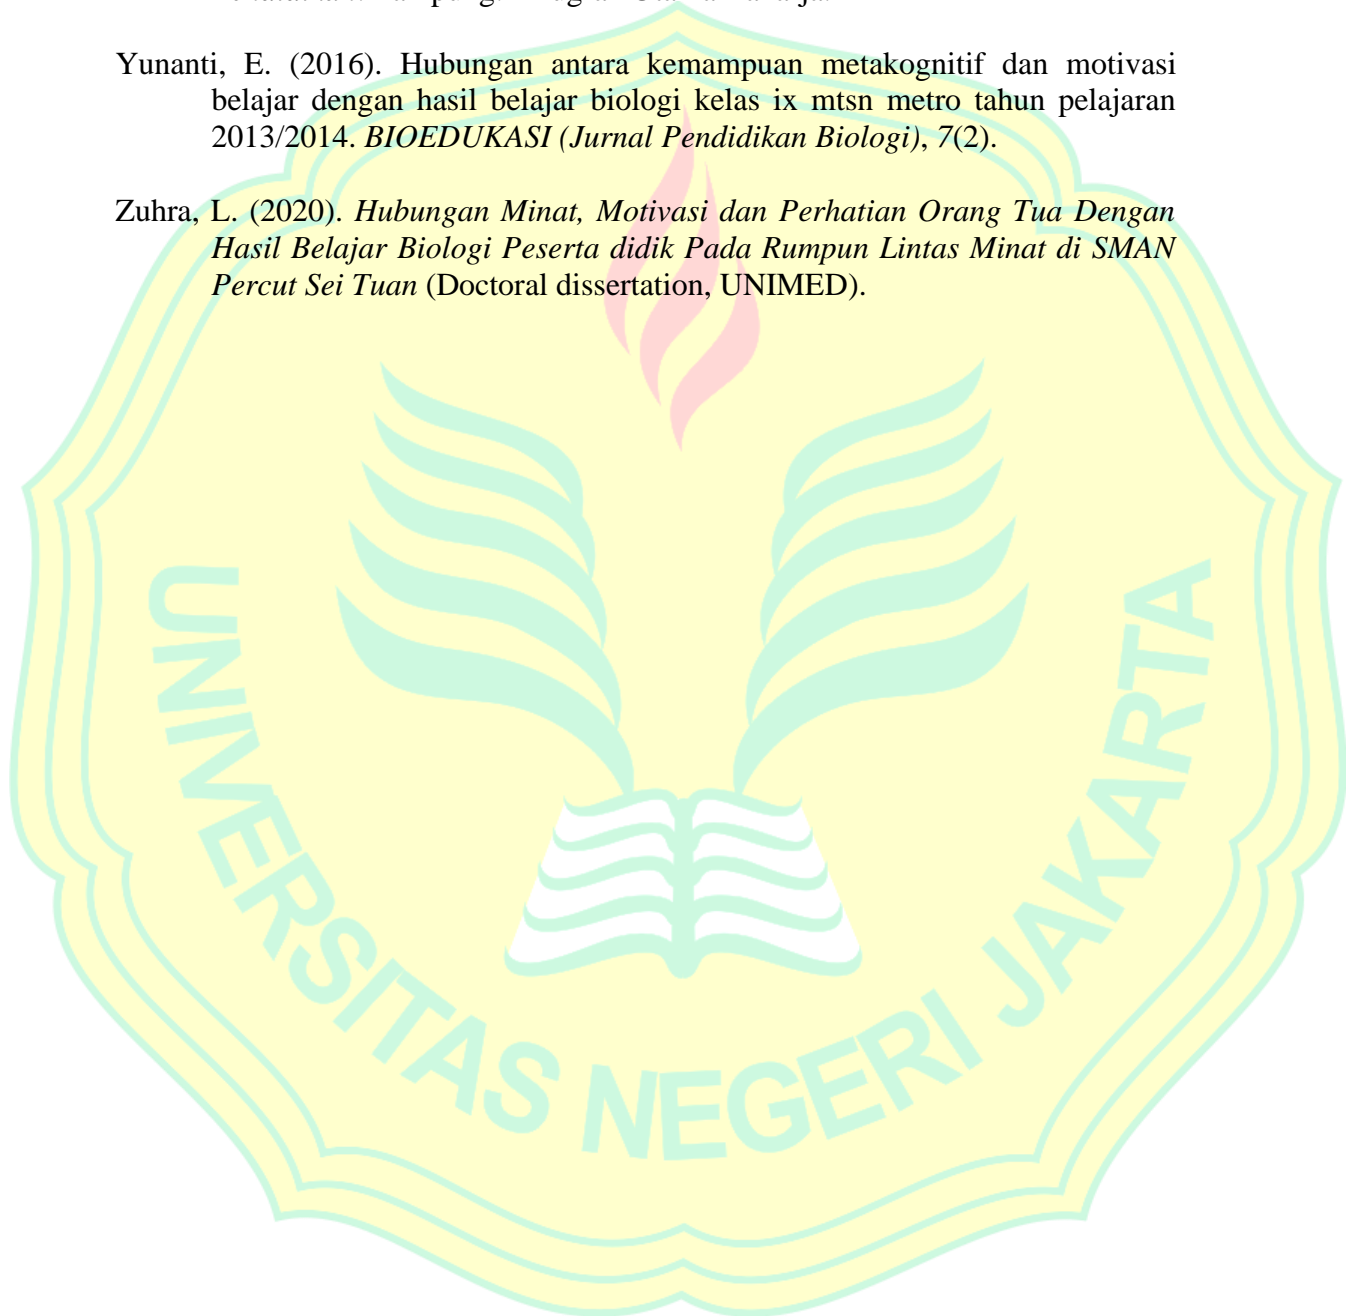 Yunanti, E. (2016). Hubungan antara kemampuan metakognitif dan motivasi
belajar dengan hasil belajar biologi kelas ix mtsn metro tahun pelajaran
2013/2014. BIOEDUKASI (Jurnal Pendidikan Biologi), 7(2).
Zuhra, L. (2020). Hubungan Minat, Motivasi dan Perhatian Orang Tua Dengan
Hasil Belajar Biologi Peserta didik Pada Rumpun Lintas Minat di SMAN
Percut Sei Tuan (Doctoral dissertation, UNIMED).
UNIVERSITAS NEGERI JAKARTA